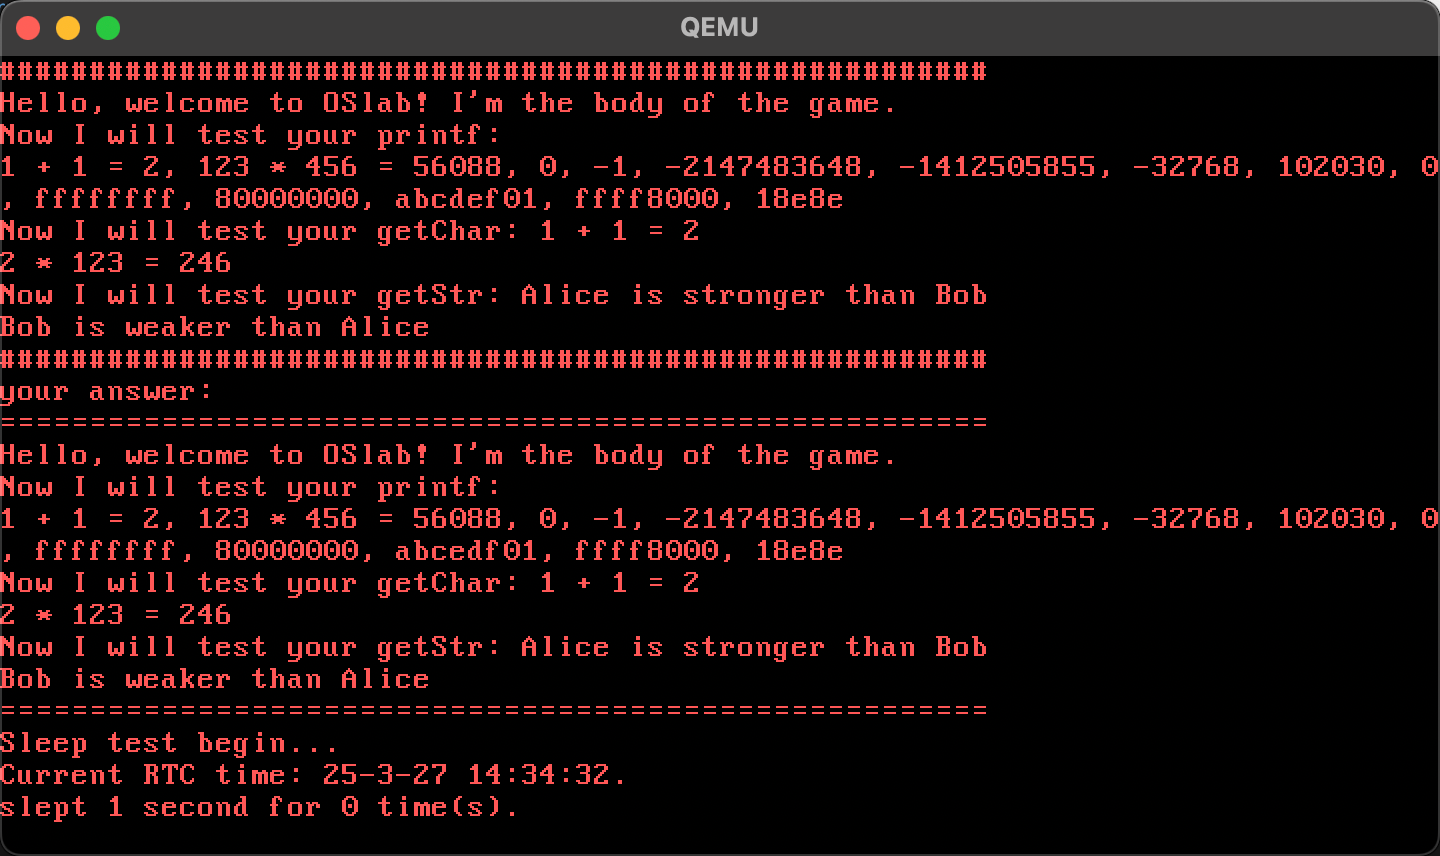 QEMU
#######################################################
Hello, welcome to OSlab! I'm the body of the game.
Now I will test your printf:
1 + 1 = 2, 123 * 456 = 56088, 0, -1, -2147483648, -1412505855, -32768, 102030, 0
, ffffffff, 80000000, abcdef01, ffff8000, 18e8e
Now I will test your getChar: 1 + 1 = 2
2 * 123 = 246
Now I will test your getStr: Alice is stronger than Bob
Bob is weaker than Alice
#######################################################
your answer:
=======================================================
Hello, welcome to OSlab! I'm the body of the game.
Now I will test your printf:
1 + 1 = 2, 123 * 456 = 56088, 0, -1, -2147483648, -1412505855, -32768, 102030, 0
, ffffffff, 80000000, abcedf01, ffff8000, 18e8e
Now I will test your getChar: 1 + 1 = 2
2 * 123 = 246
Now I will test your getStr: Alice is stronger than Bob
Bob is weaker than Alice
=======================================================
Sleep test begin...
Current RTC time: 25-3-27 14:34:32.
slept 1 second for 0 time(s).